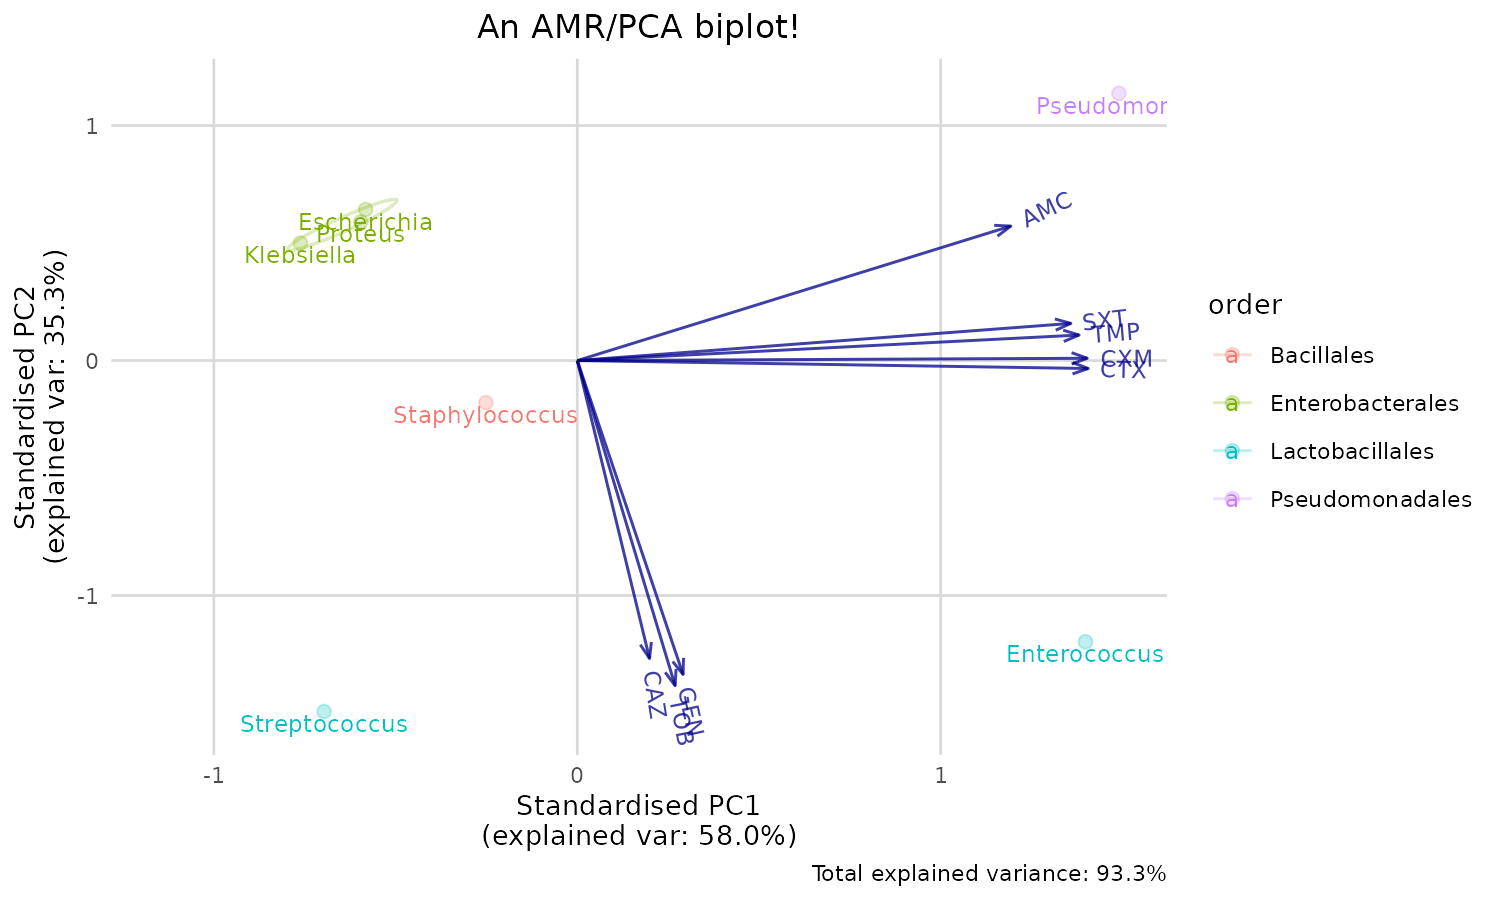 An AMR/PCA biplot!
Standardised PC2
(explained var: 35.3%)
1
0
-1
Pseudomor
AMC
Escherichia
Proteus
Klebsiella
SXT
TMP
CXM
CTX
Staphylococcus
Enterococcus
CAZ
GEN
TOB
Streptococcus
-1
0
1
Standardised PC1
(explained var: 58.0%)
Total explained variance: 93.3%
order
a Bacillales
a Enterobacterales
a Lactobacillales
a Pseudomonadales